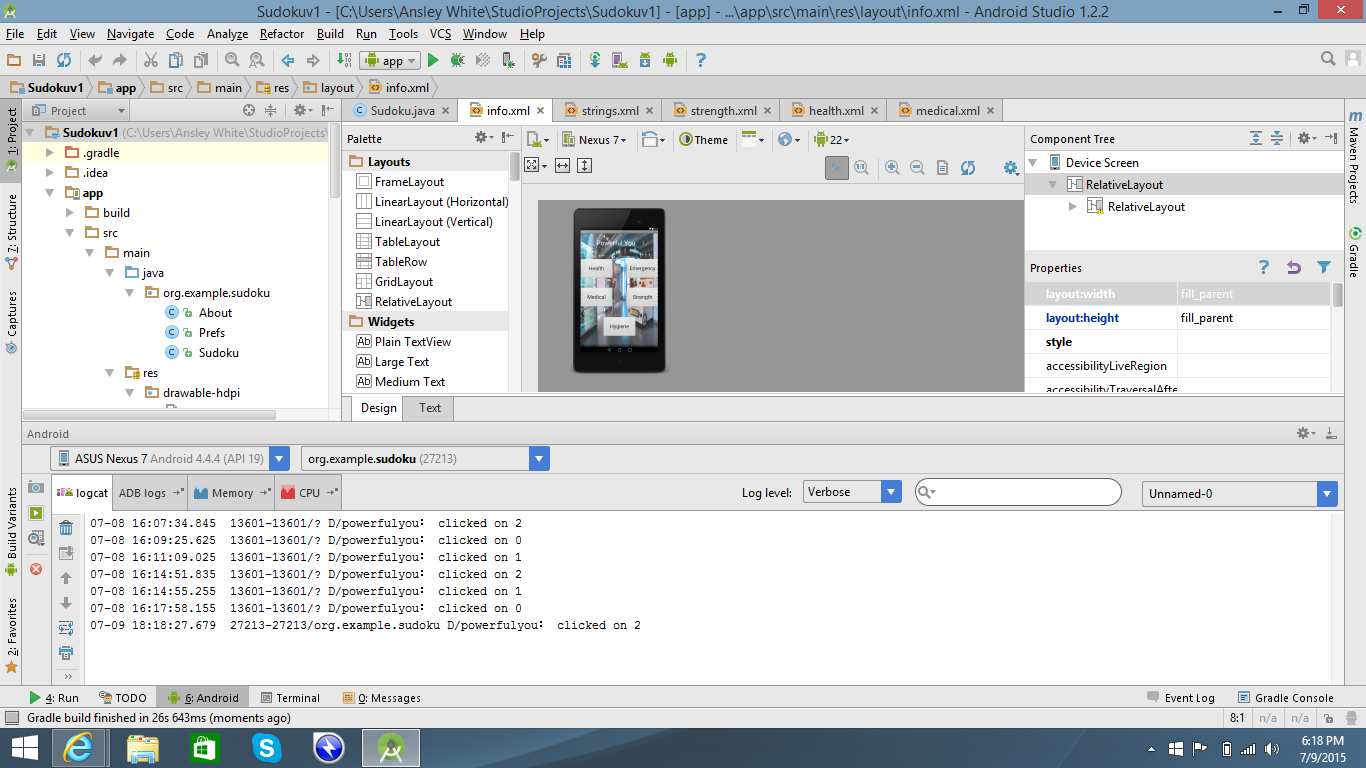 Sudokuv1 - [C:\Users\Ansley White\StudioProjects\Sudokuv1] - [app] - ...\app\src\main\res\layout\info.xml - Android Studio 1.2.2
File Edit View Navigate Code Analyze Refactor Build Run Tools VCS Window Help
app
Sudokuv1 app src main res layout info.xml
Project
Sudoku.java info.xml strings.xml strength.xml health.xml medical.xml
1: Project
7: Structure
Captures
Build Variants
2: Favorites
Sudokuv1 (C:\Users\Ansley White\StudioProjects\
.gradle
.idea
app
build
src
main
java
org.example.sudoku
About
Prefs
Sudoku
res
drawable-hdpi
Palette
Layouts
FrameLayout
LinearLayout (Horizontal)
LinearLayout (Vertical)
TableLayout
TableRow
GridLayout
RelativeLayout
Widgets
Plain TextView
Large Text
Medium Text
Nexus 7 Theme 22
1:1
Powerful You
Health Emergency
Medical Strength
Hygiene
Design Text
Component Tree
Device Screen
RelativeLayout
RelativeLayout
Properties
layout:width fill_parent
layout:height fill_parent
style
accessibilityLiveRegion
accessibilityTraversalAfte
Maven Projects
Gradle
Android
ASUS Nexus 7 Android 4.4.4 (API 19) org.example.sudoku (27213)
logcat ADB logs Memory CPU Log level: Verbose Unnamed-0
07-08 16:07:34.845 13601-13601/? D/powerfulyou: clicked on 2
07-08 16:09:25.625 13601-13601/? D/powerfulyou: clicked on 0
07-08 16:11:09.025 13601-13601/? D/powerfulyou: clicked on 1
07-08 16:14:51.835 13601-13601/? D/powerfulyou: clicked on 2
07-08 16:14:55.255 13601-13601/? D/powerfulyou: clicked on 1
07-08 16:17:58.155 13601-13601/? D/powerfulyou: clicked on 0
07-09 18:18:27.679 27213-27213/org.example.sudoku D/powerfulyou: clicked on 2
4: Run TODO 6: Android Terminal 0: Messages Event Log Gradle Console
Gradle build finished in 26s 643ms (moments ago) 8:1 n/a n/a
6:18 PM
7/9/2015